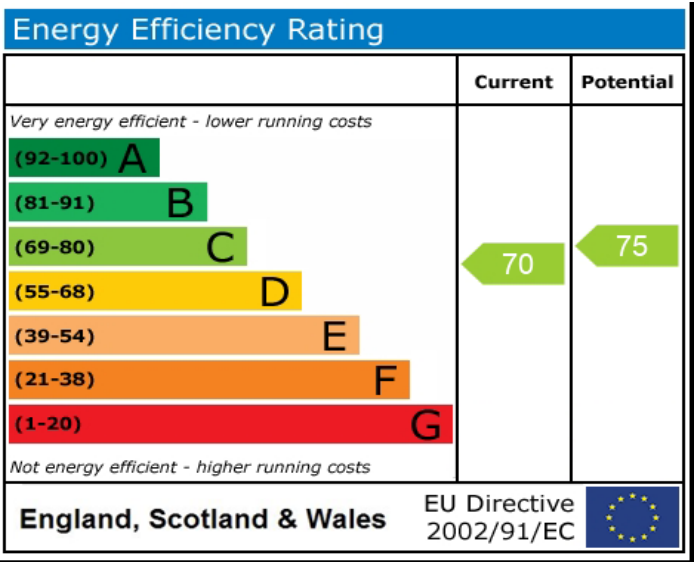 Energy Efficiency Rating
Current Potential
Very energy efficient - lower running costs
(92-100) A
(81-91) B
(69-80) C
(55-68) D
(39-54) E
(21-38) F
(1-20) G
70
75
Not energy efficient - higher running costs
England, Scotland & Wales
EU Directive
2002/91/EC